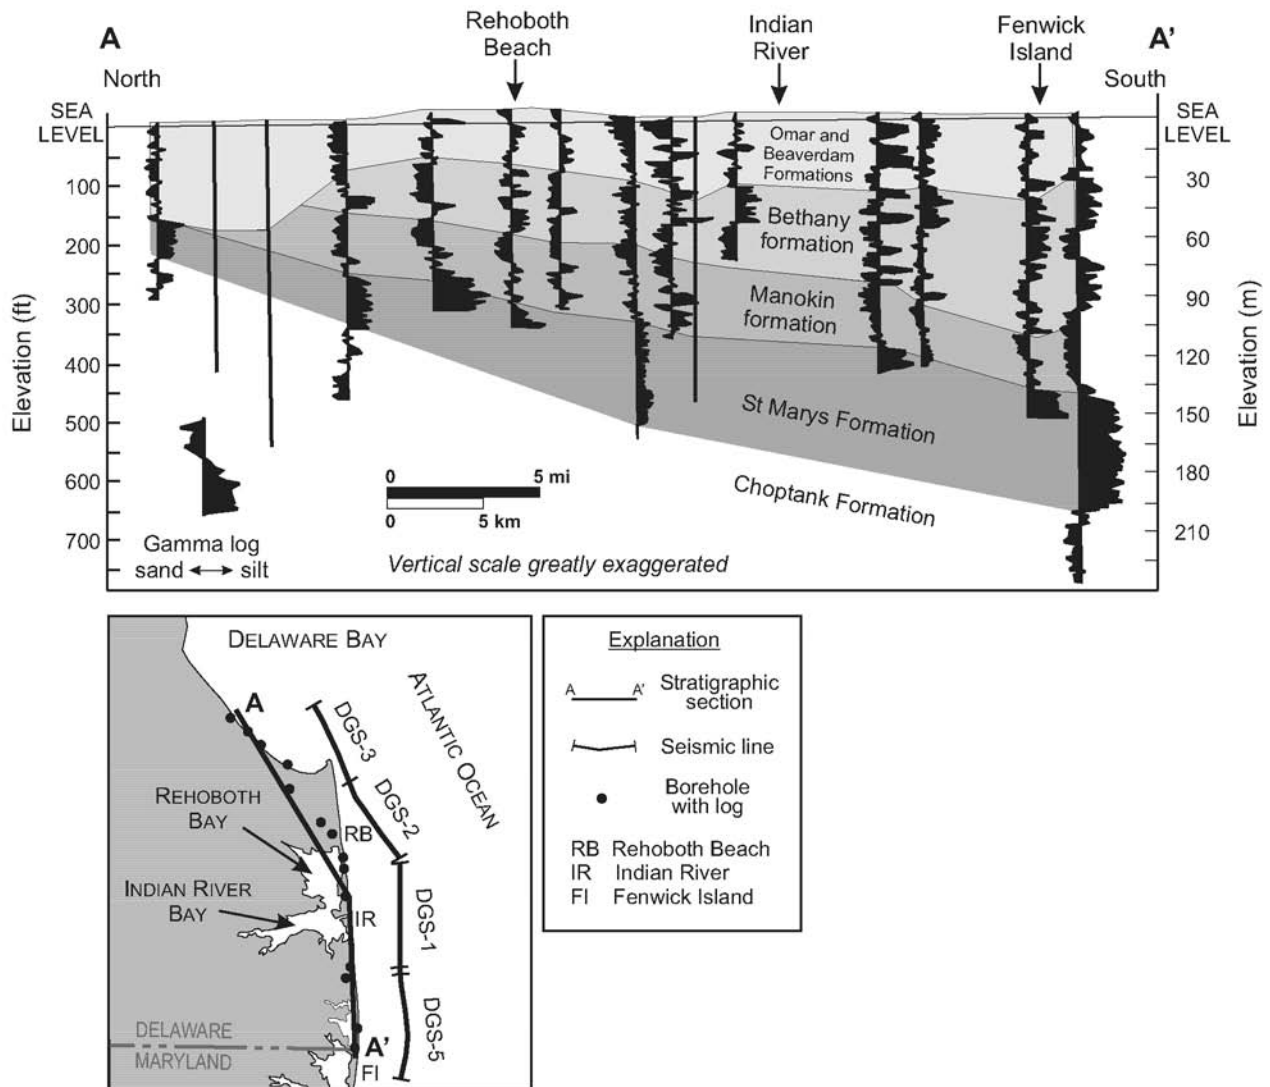 A
North
Rehoboth
Beach
Indian
River
Fenwick
Island
A'
South
SEA
LEVEL
SEA
LEVEL
100
200
300
400
500
600
700
Elevation (ft)
30
60
90
120
150
180
210
Elevation (m)
Omar and
Beaverdam
Formations
Bethany
formation
Manokin
formation
St Marys Formation
Choptank Formation
0 5 mi
0 5 km
Vertical scale greatly exaggerated
Gamma log
sand silt
DELAWARE BAY
ATLANTIC OCEAN
A
DGS-3
DGS-2
REHOBOTH
BAY
RB
INDIAN RIVER
BAY
IR
DGS-1
DGS-5
DELAWARE
MARYLAND
A'
FI
Explanation
A A' Stratigraphic
section
Seismic line
Borehole
with log
RB Rehoboth Beach
IR Indian River
FI Fenwick Island